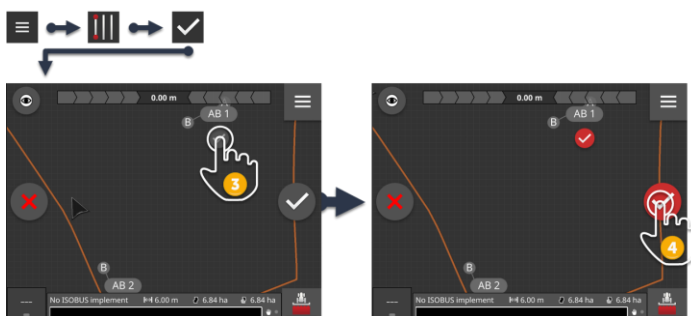 0.00 m
AB 1
B
3
B
AB 2
---
No ISOBUS implement 6.00 m 6.84 ha 6.84 ha
0.00 m
AB 1
B
4
B
AB 2
---
No ISOBUS implement 6.00 m 6.84 ha 6.84 ha